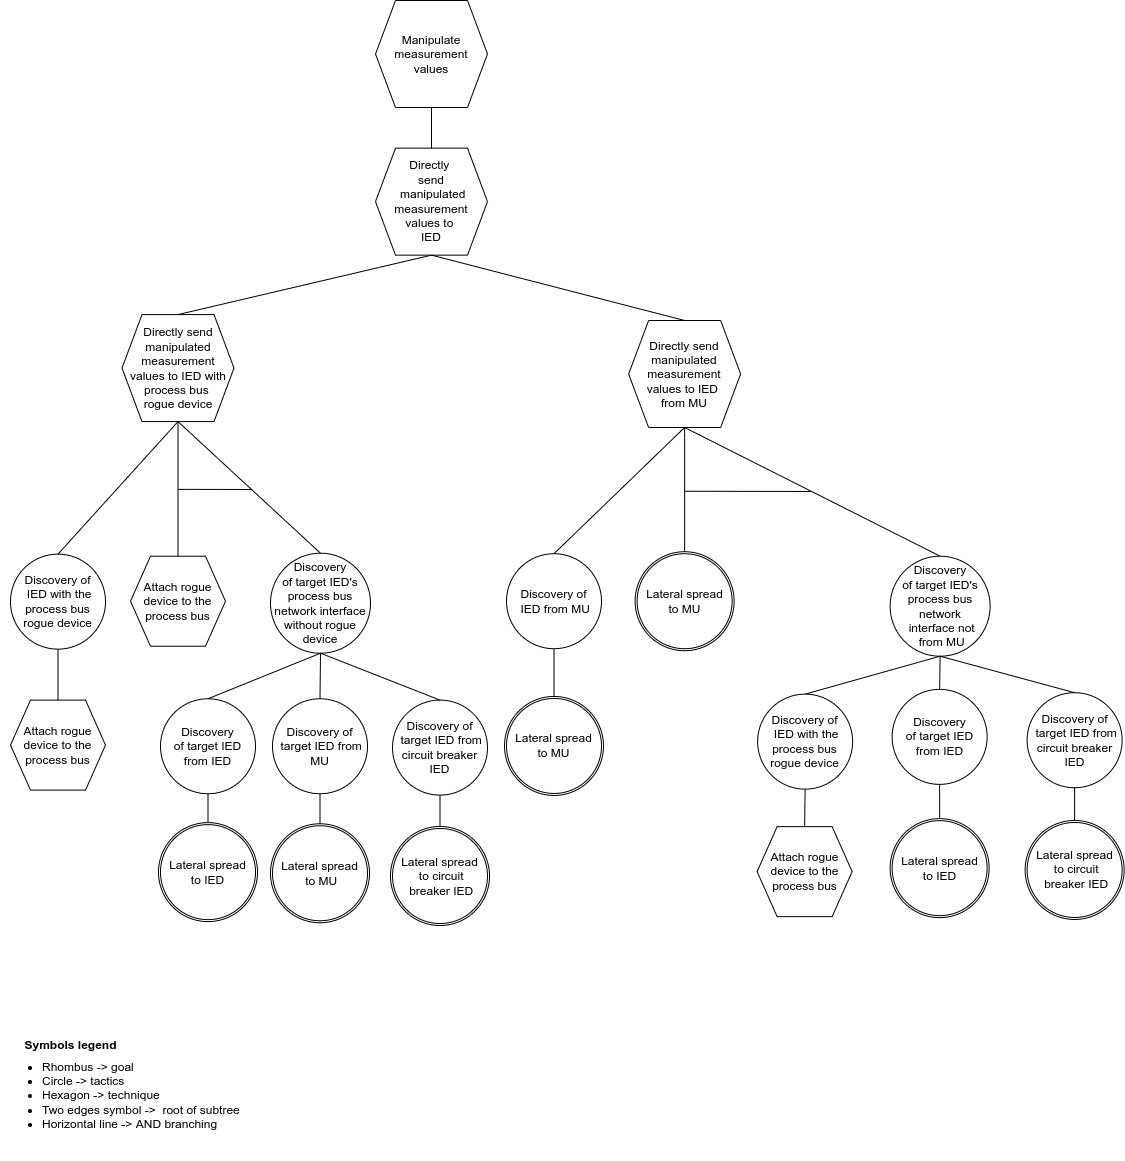 Manipulate
measurement
values
Directly
send
manipulated
measurement
values to
IED
Directly send
manipulated
measurement
values to IED with
process bus
rogue device
Directly send
manipulated
measurement
values to IED
from MU
Discovery of
IED with the
process bus
rogue device
Attach rogue
device to the
process bus
Discovery
of target IED's
process bus
network interface
without rogue
device
Discovery of
IED from MU
Lateral spread
to MU
Discovery
of target IED's
process bus
network
interface not
from MU
Attach rogue
device to the
process bus
Discovery
of target IED
from IED
Discovery of
target IED from
MU
Discovery of
target IED from
circuit breaker
IED
Lateral spread
to MU
Discovery of
IED with the
process bus
rogue device
Discovery
of target IED
from IED
Discovery of
target IED from
circuit breaker
IED
Lateral spread
to IED
Lateral spread
to MU
Lateral spread
to circuit
breaker IED
Attach rogue
device to the
process bus
Lateral spread
to IED
Lateral spread
to circuit
breaker IED
Symbols legend
• Rhombus -> goal
• Circle -> tactics
• Hexagon -> technique
• Two edges symbol -> root of subtree
• Horizontal line -> AND branching